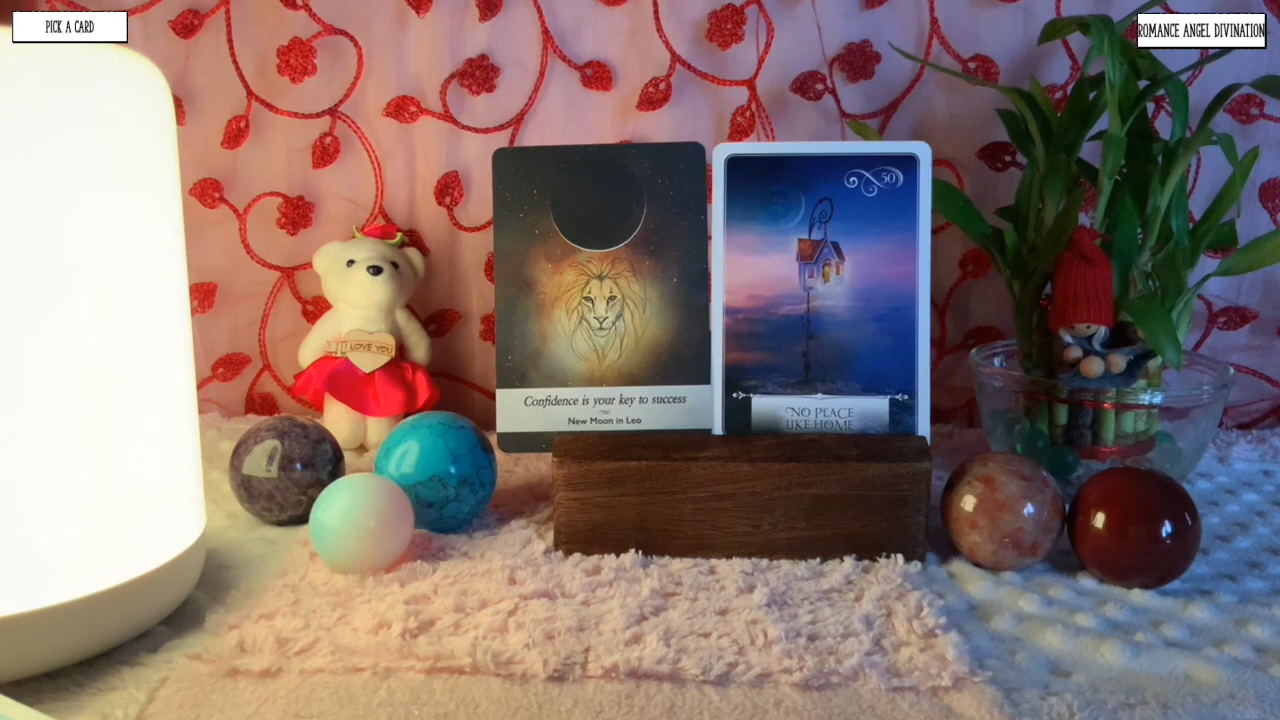 PICK A CARD
ROMANCE ANGEL DIVINATION
50
I LOVE YOU
Confidence is your key to success
New Moon in Leo
NO PLACE
LIKE HOME